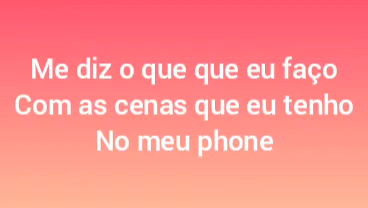 Me diz o que que eu faço
Com as cenas que eu tenho
No meu phone